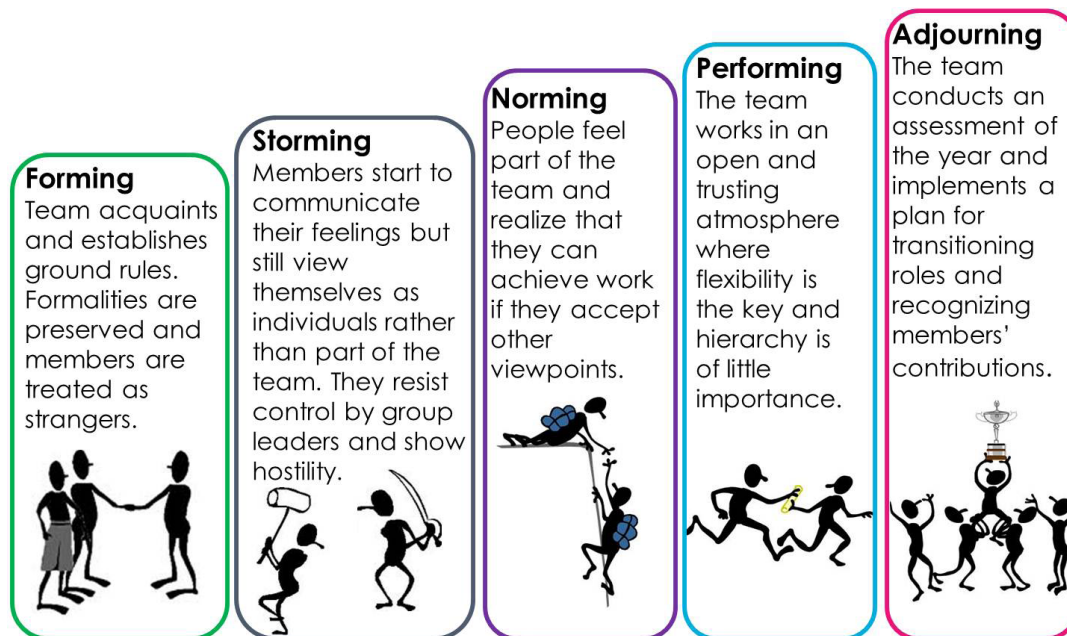 Forming
Team acquaints
and establishes
ground rules.
Formalities are
preserved and
members are
treated as
strangers.
Storming
Members start to
communicate
their feelings but
still view
themselves as
individuals rather
than part of the
team. They resist
control by group
leaders and show
hostility.
Norming
People feel
part of the
team and
realize that
they can
achieve work
if they accept
other
viewpoints.
Performing
The team
works in an
open and
trusting
atmosphere
where
flexibility is
the key and
hierarchy is
of little
importance.
Adjourning
The team
conducts an
assessment of
the year and
implements a
plan for
transitioning
roles and
recognizing
members’
contributions.